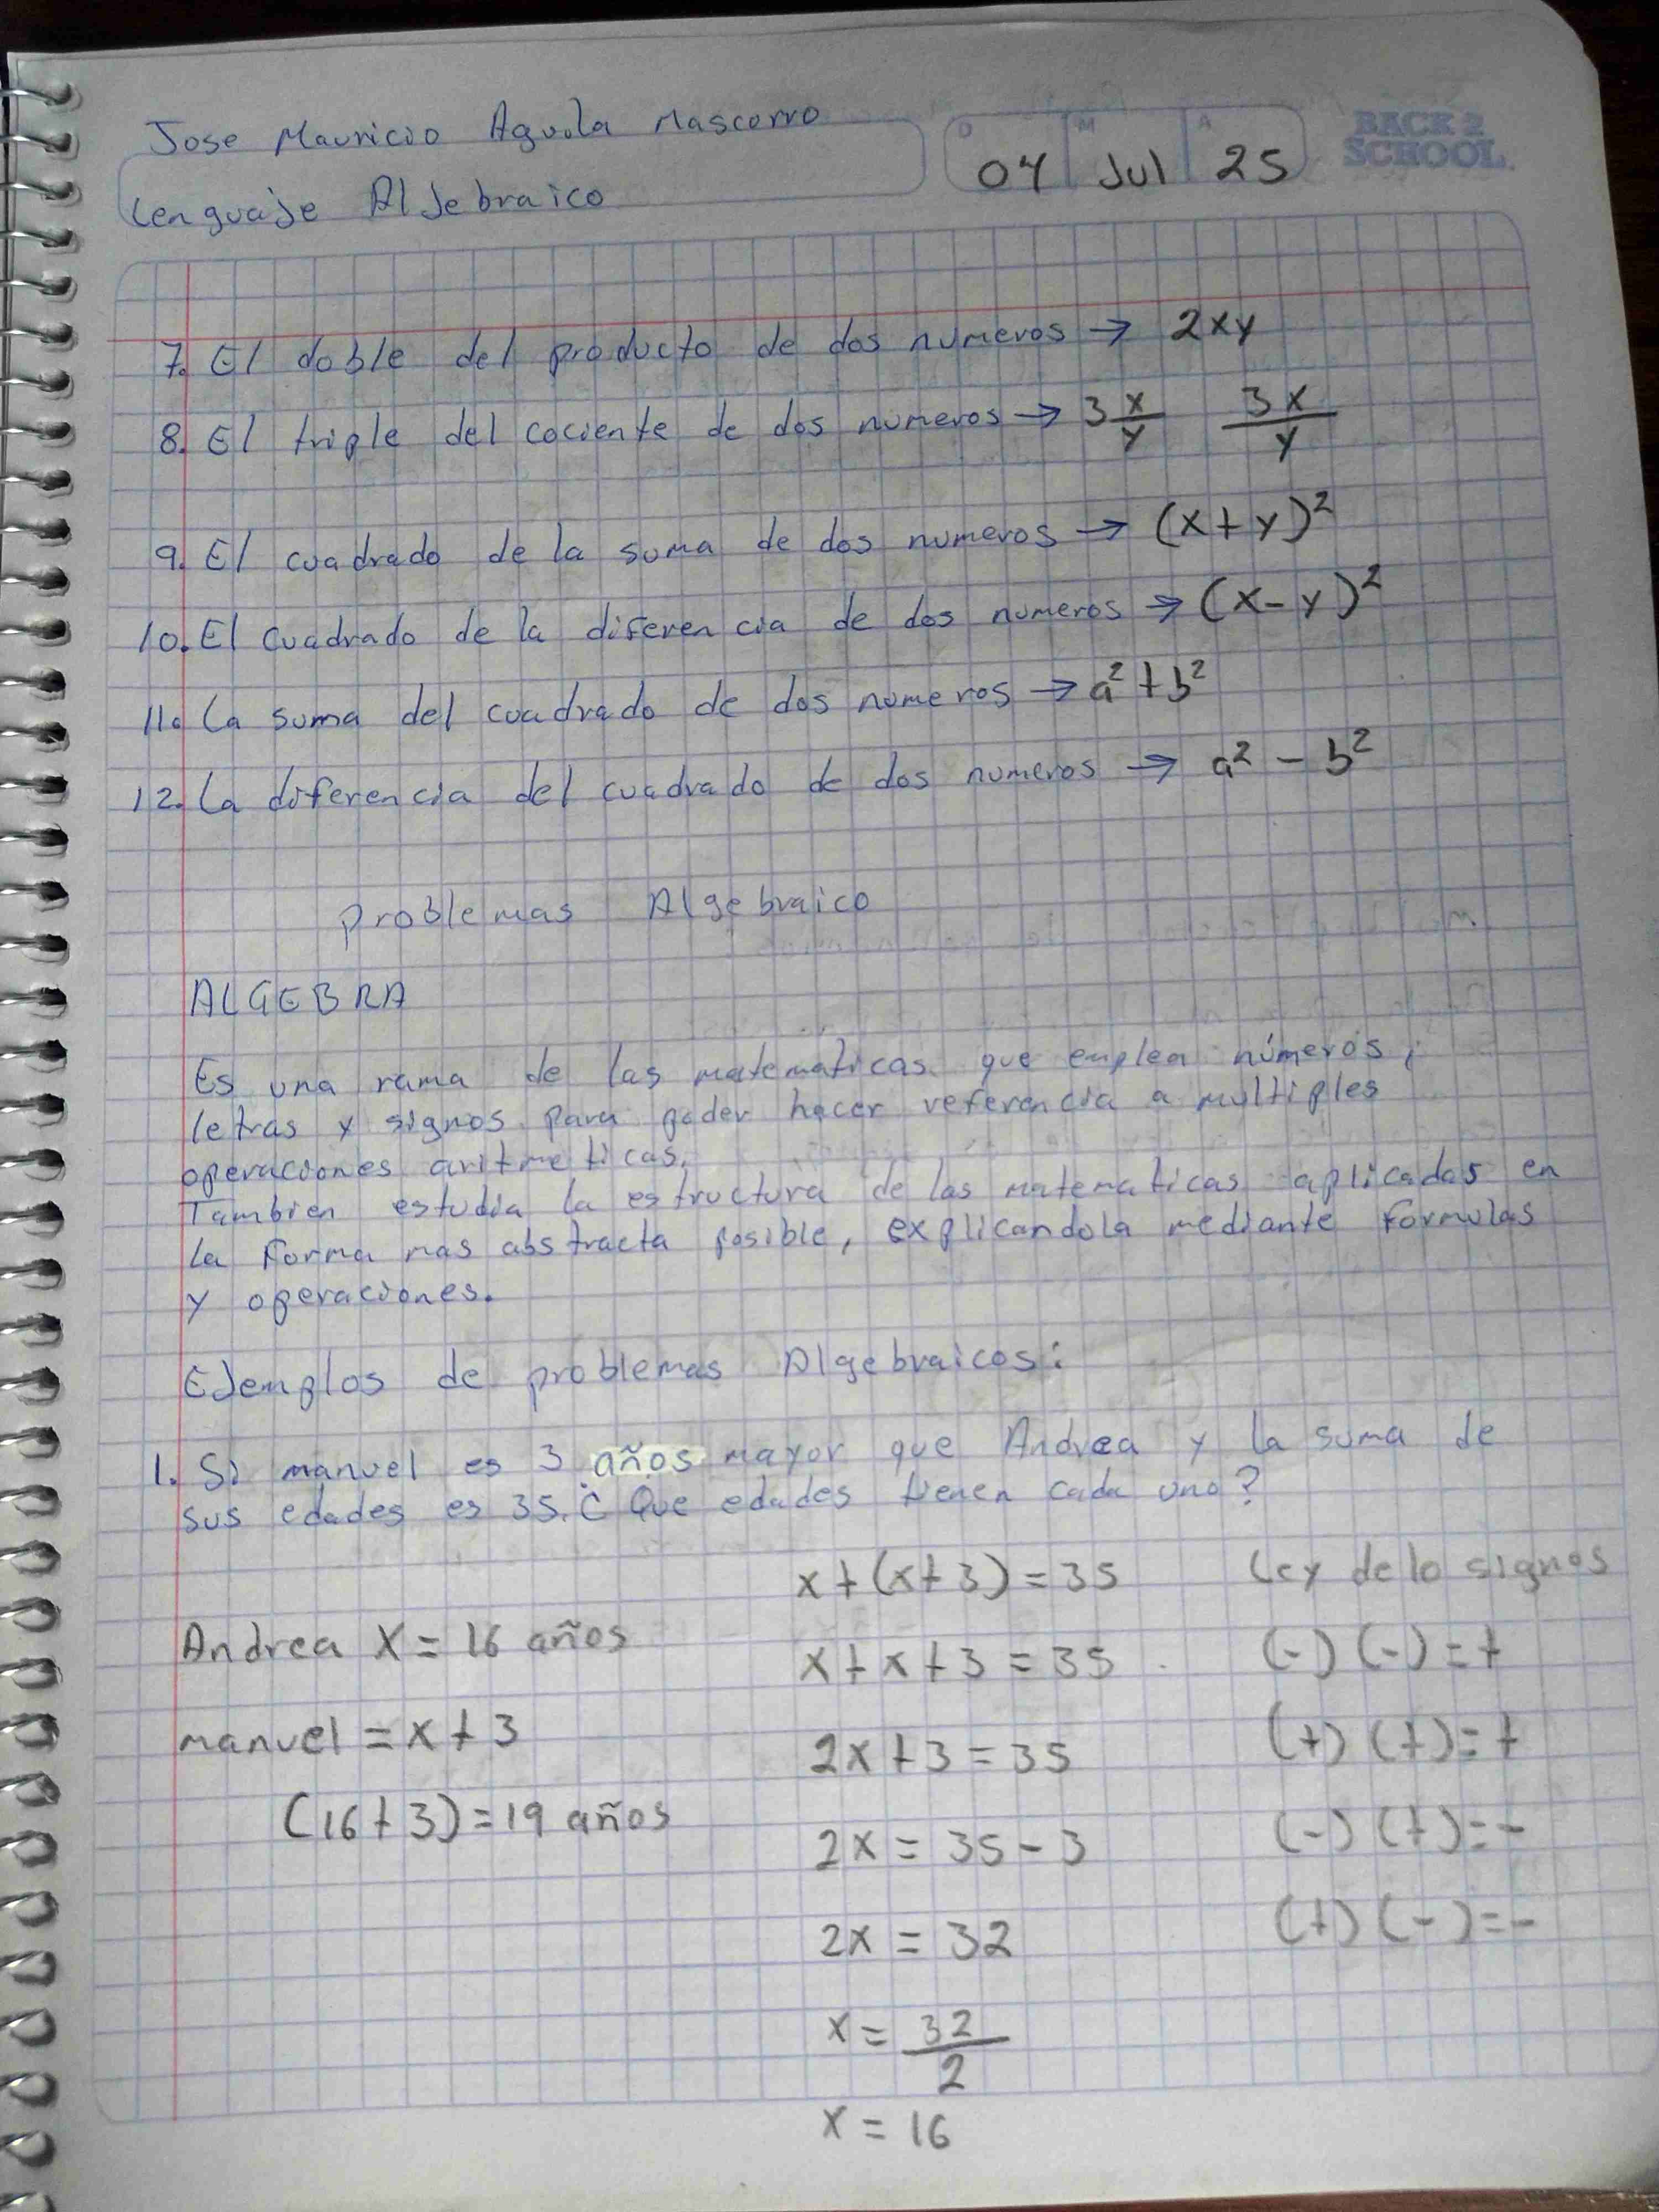 Jose Mauricio Aguila Mascorro
D M A
04 Jul 25
BACK 2
SCHOOL
Lenguaje AlJebraico
7. El doble del producto de dos numeros → 2xy
8. El triple del cociente de dos numeros → 3 x/y 3x/y
9. El cuadrado de la suma de dos numeros → (x+y)²
10. El cuadrado de la diferencia de dos numeros → (x-y)²
11. La suma del cuadrado de dos numeros → a²+b²
12. La diferencia del cuadrado de dos numeros → a² - b²
problemas Algebraico
ALGEBRA
Es una rama de las matematicas que emplea números,
letras y signos para poder hacer referencia a multiples
operaciones aritmeticas.
Tambien estudia la estructura de las matematicas aplicadas en
la forma mas abstracta posible, explicandola mediante formulas
y operaciones.
EJemplos de problemas Algebraicos:
1. Si manuel es 3 años mayor que Andrea y la suma de
sus edades es 35. ¿Que edades tienen cada uno?
x+(x+3)=35 Ley de lo signos
Andrea X=16 años x+x+3=35 (-)(-)=+
manuel=x+3 2x+3=35 (+)(+)=+
(16+3)=19 años 2x=35-3 (-)(+)=-
2x=32 (+)(-)=-
x=32/2
x=16